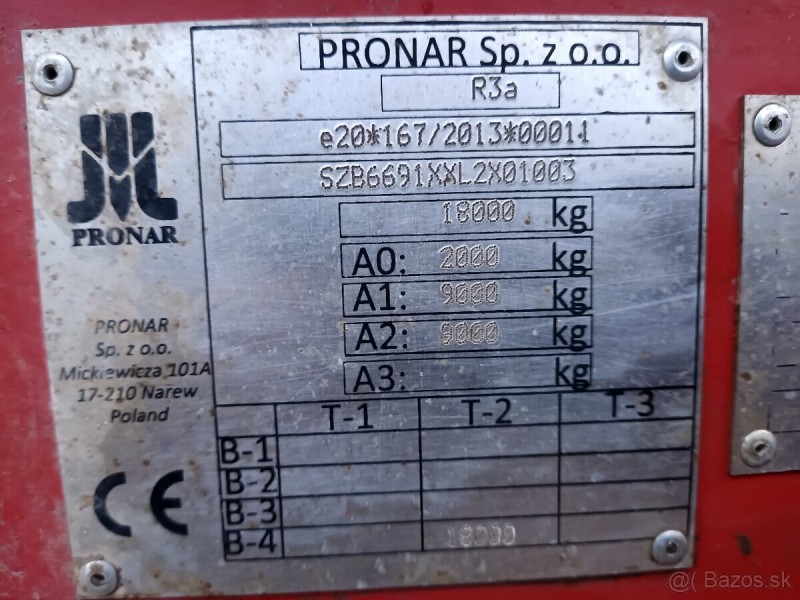 PRONAR Sp. z o.o.
R3a
e20*167/2013*00011
SZB6691XXL2X01003
18000 kg
A0: 2000 kg
A1: 9000 kg
A2: 9000 kg
A3: kg
PRONAR
PRONAR
Sp. z o.o.
Mickiewicza 101A
17-210 Narew
Poland
CE
T-1 T-2 T-3
B-1
B-2
B-3
B-4 18000
@( Bazos.sk